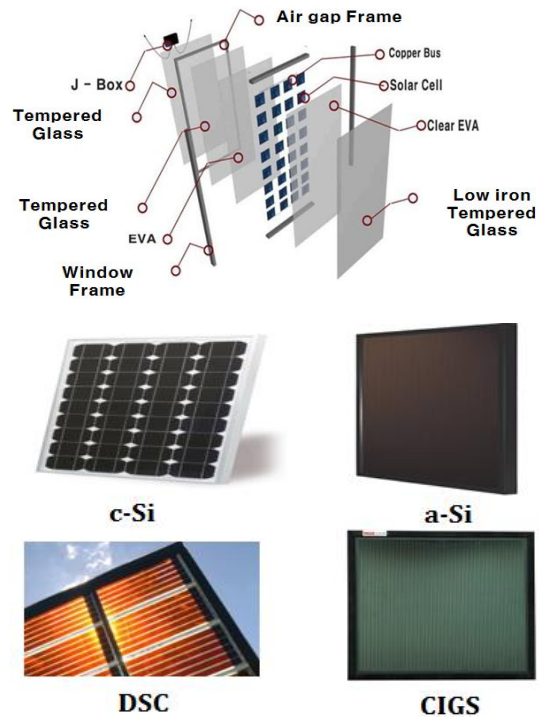 Air gap Frame
Copper Bus
J - Box
Solar Cell
Tempered
Glass
Clear EVA
Tempered
Glass
Low iron
Tempered
Glass
EVA
Window
Frame
c-Si
a-Si
DSC
CIGS